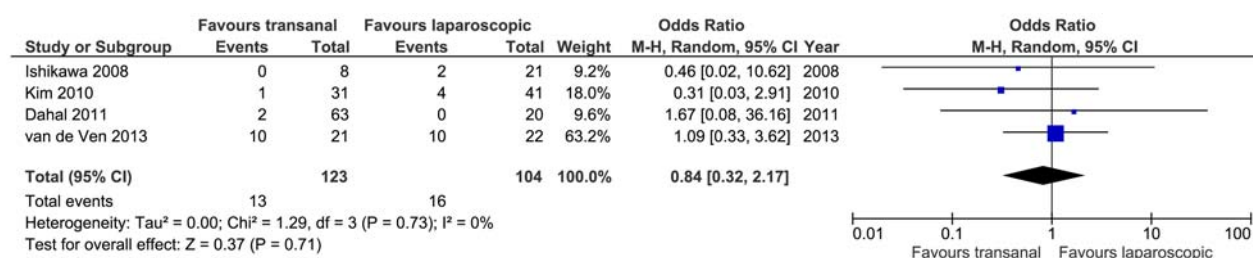 Favours transanal Favours laparoscopic Odds Ratio Odds Ratio
Study or Subgroup Events Total Events Total Weight M-H, Random, 95% CI Year M-H, Random, 95% CI
Ishikawa 2008 0 8 2 21 9.2% 0.46 [0.02, 10.62] 2008
Kim 2010 1 31 4 41 18.0% 0.31 [0.03, 2.91] 2010
Dahal 2011 2 63 0 20 9.6% 1.67 [0.08, 36.16] 2011
van de Ven 2013 10 21 10 22 63.2% 1.09 [0.33, 3.62] 2013
Total (95% CI) 123 104 100.0% 0.84 [0.32, 2.17]
Total events 13 16
Heterogeneity: Tau² = 0.00; Chi² = 1.29, df = 3 (P = 0.73); I² = 0%
Test for overall effect: Z = 0.37 (P = 0.71)
0.01 0.1 1 10 100
Favours transanal Favours laparoscopic